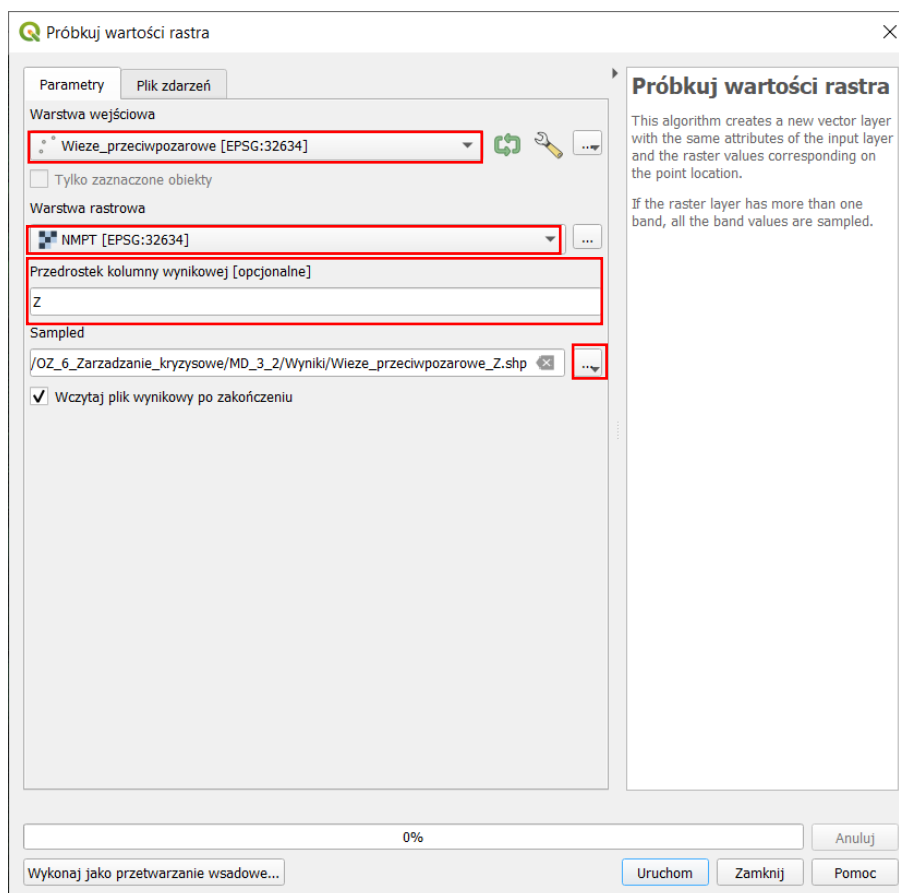 Próbkuj wartości rastra
Parametry
Plik zdarzeń
Warstwa wejściowa
Wieze_przeciwpozarowe [EPSG:32634]
...
Tylko zaznaczone obiekty
Warstwa rastrowa
NMPT [EPSG:32634]
...
Przedrostek kolumny wynikowej [opcjonalne]
Z
Sampled
/OZ_6_Zarzadzanie_kryzysowe/MD_3_2/Wyniki/Wieze_przeciwpozarowe_Z.shp
...
Wczytaj plik wynikowy po zakończeniu
Próbkuj wartości rastra
This algorithm creates a new vector layer
with the same attributes of the input layer
and the raster values corresponding on
the point location.
If the raster layer has more than one
band, all the band values are sampled.
0%
Anuluj
Wykonaj jako przetwarzanie wsadowe...
Uruchom
Zamknij
Pomoc